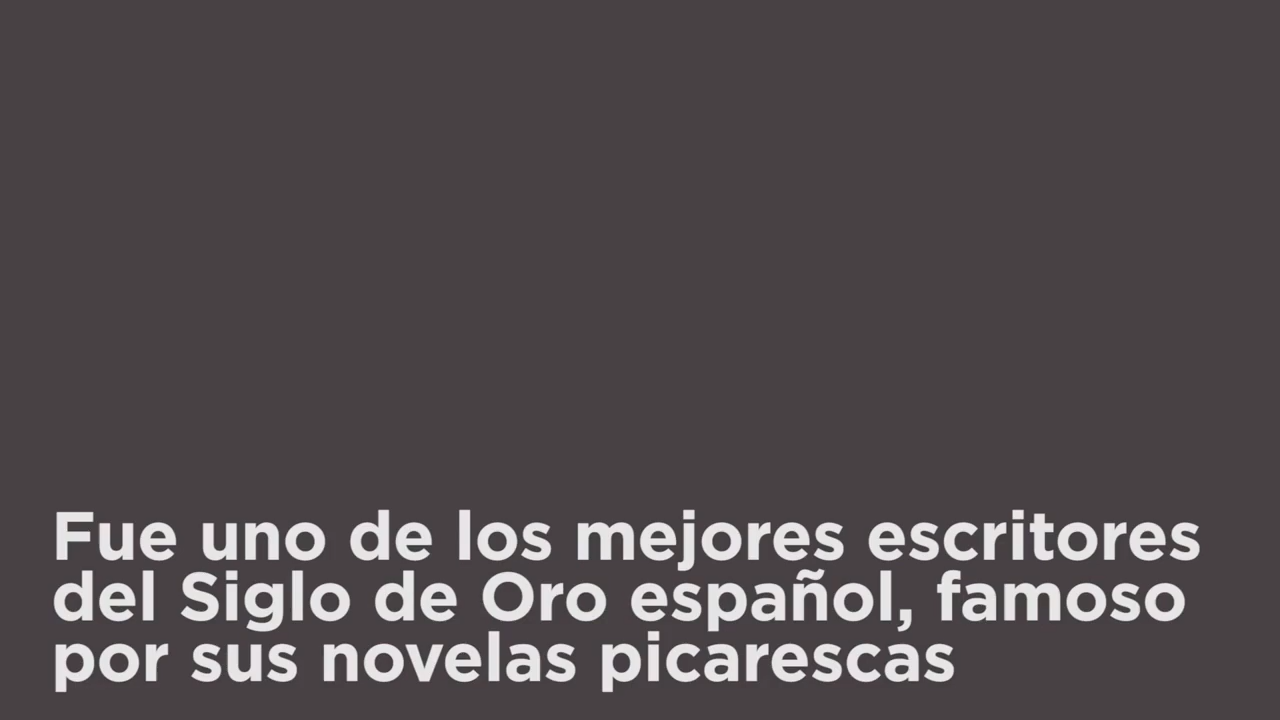 Fue uno de los mejores escritores
del Siglo de Oro español, famoso
por sus novelas picarescas